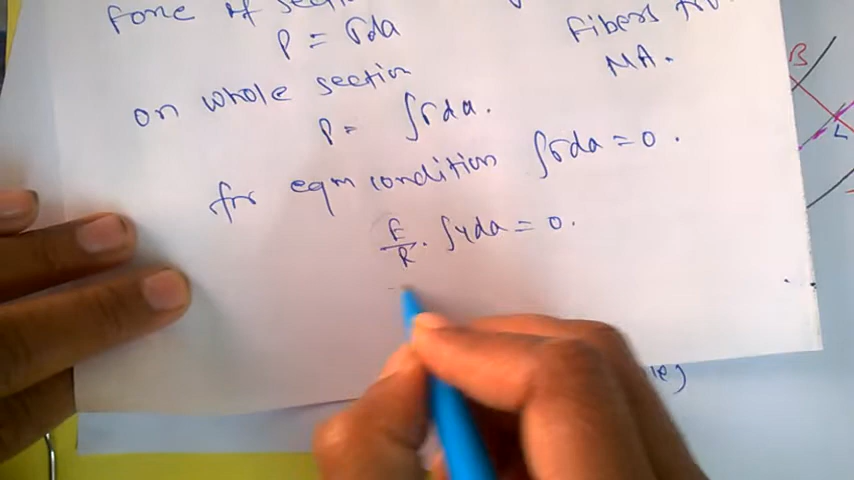 force of section
P = σda
Fibers
NA.
on whole section
P = ∫σda.
for eqm condition ∫σda = 0.
E/R . ∫yda = 0.
B
L